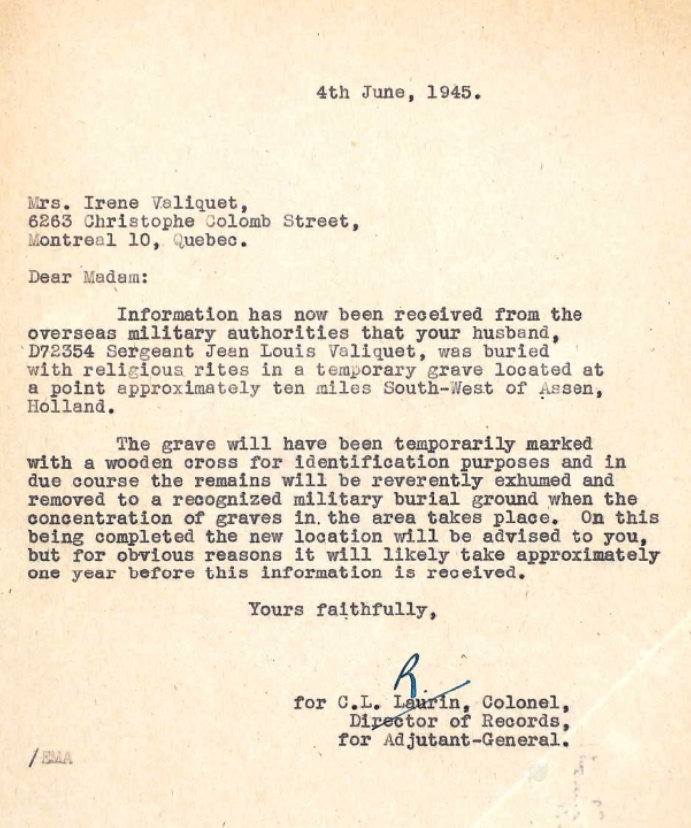 4th June, 1945.
Mrs. Irene Valiquet,
6263 Christophe Colomb Street,
Montreal 10, Quebec.
Dear Madam:
Information has now been received from the
overseas military authorities that your husband,
D72354 Sergeant Jean Louis Valiquet, was buried
with religious rites in a temporary grave located at
a point approximately ten miles South-West of Assen,
Holland.
The grave will have been temporarily marked
with a wooden cross for identification purposes and in
due course the remains will be reverently exhumed and
removed to a recognized military burial ground when the
concentration of graves in the area takes place. On this
being completed the new location will be advised to you,
but for obvious reasons it will likely take approximately
one year before this information is received.
Yours faithfully,
R
for C.L. Laurin, Colonel,
Director of Records,
for Adjutant-General.
/EMA